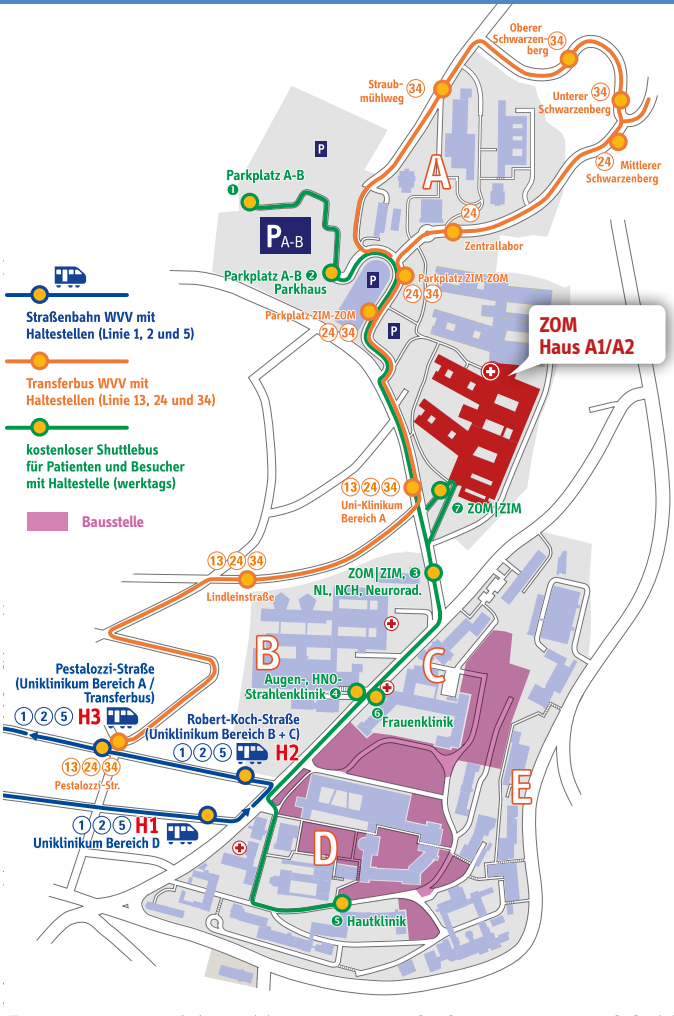 Oberer
Schwarzen-
berg
34
Straub-
mühlweg
34
Unterer
Schwarzenberg
34
24
Mittlerer
Schwarzenberg
P
A
Parkplatz A-B
1
24
Zentrallabor
PA-B
Parkplatz A-B 2
Parkhaus
P
Parkplatz ZIM-ZOM
24 34
Parkplatz ZIM-ZOM
24 34
P
ZOM
Haus A1/A2
Straßenbahn WVV mit
Haltestellen (Linie 1, 2 und 5)
Transferbus WVV mit
Haltestellen (Linie 13, 24 und 34)
kostenloser Shuttlebus
für Patienten und Besucher
mit Haltestelle (werktags)
Baustelle
13 24 34
Uni-Klinikum
Bereich A
7 ZOM|ZIM
13 24 34
Lindleinstraße
ZOM|ZIM, 3
NL, NCH, Neurorad.
B
C
Augen-, HNO-
Strahlenklinik 4
6
Frauenklinik
Pestalozzi-Straße
(Uniklinikum Bereich A /
Transferbus)
1 2 5 H3
Robert-Koch-Straße
(Uniklinikum Bereich B + C)
1 2 5 H2
13 24 34
Pestalozzi-Str.
E
1 2 5 H1
Uniklinikum Bereich D
D
5 Hautklinik